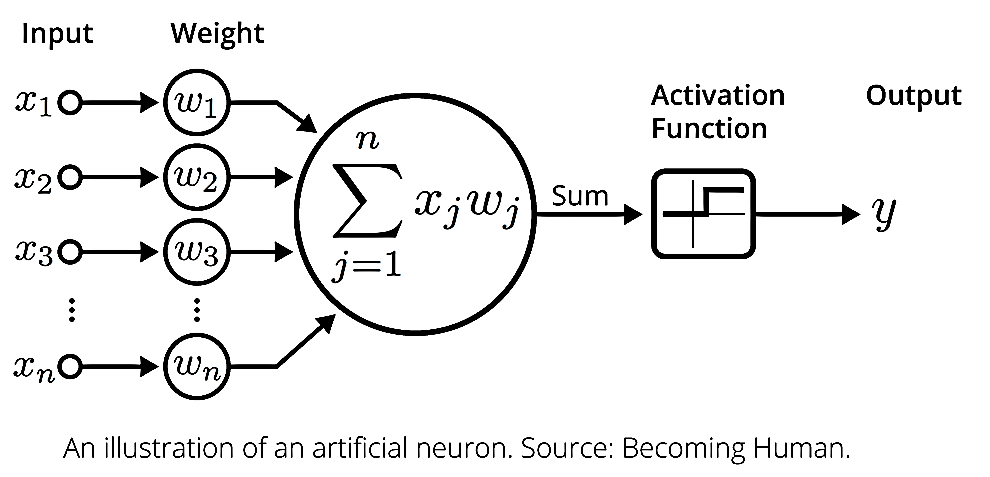 Input Weight
Activation Function Output
x₁ w₁
x₂ w₂
x₃ w₃
⋮ ⋮
xₙ wₙ
n
∑ xⱼwⱼ
j=1
Sum
y
An illustration of an artificial neuron. Source: Becoming Human.